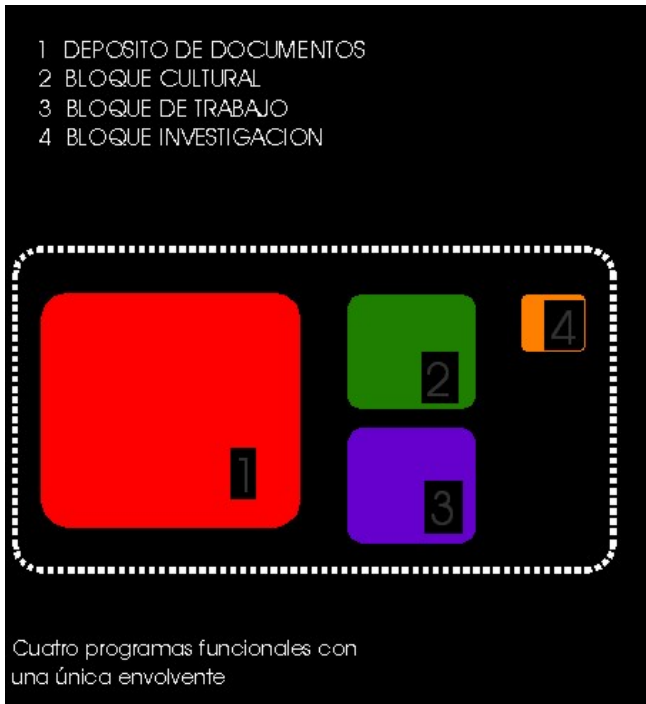 1 DEPOSITO DE DOCUMENTOS
2 BLOQUE CULTURAL
3 BLOQUE DE TRABAJO
4 BLOQUE INVESTIGACION
4
2
1
3
Cuatro programas funcionales con
una única envolvente